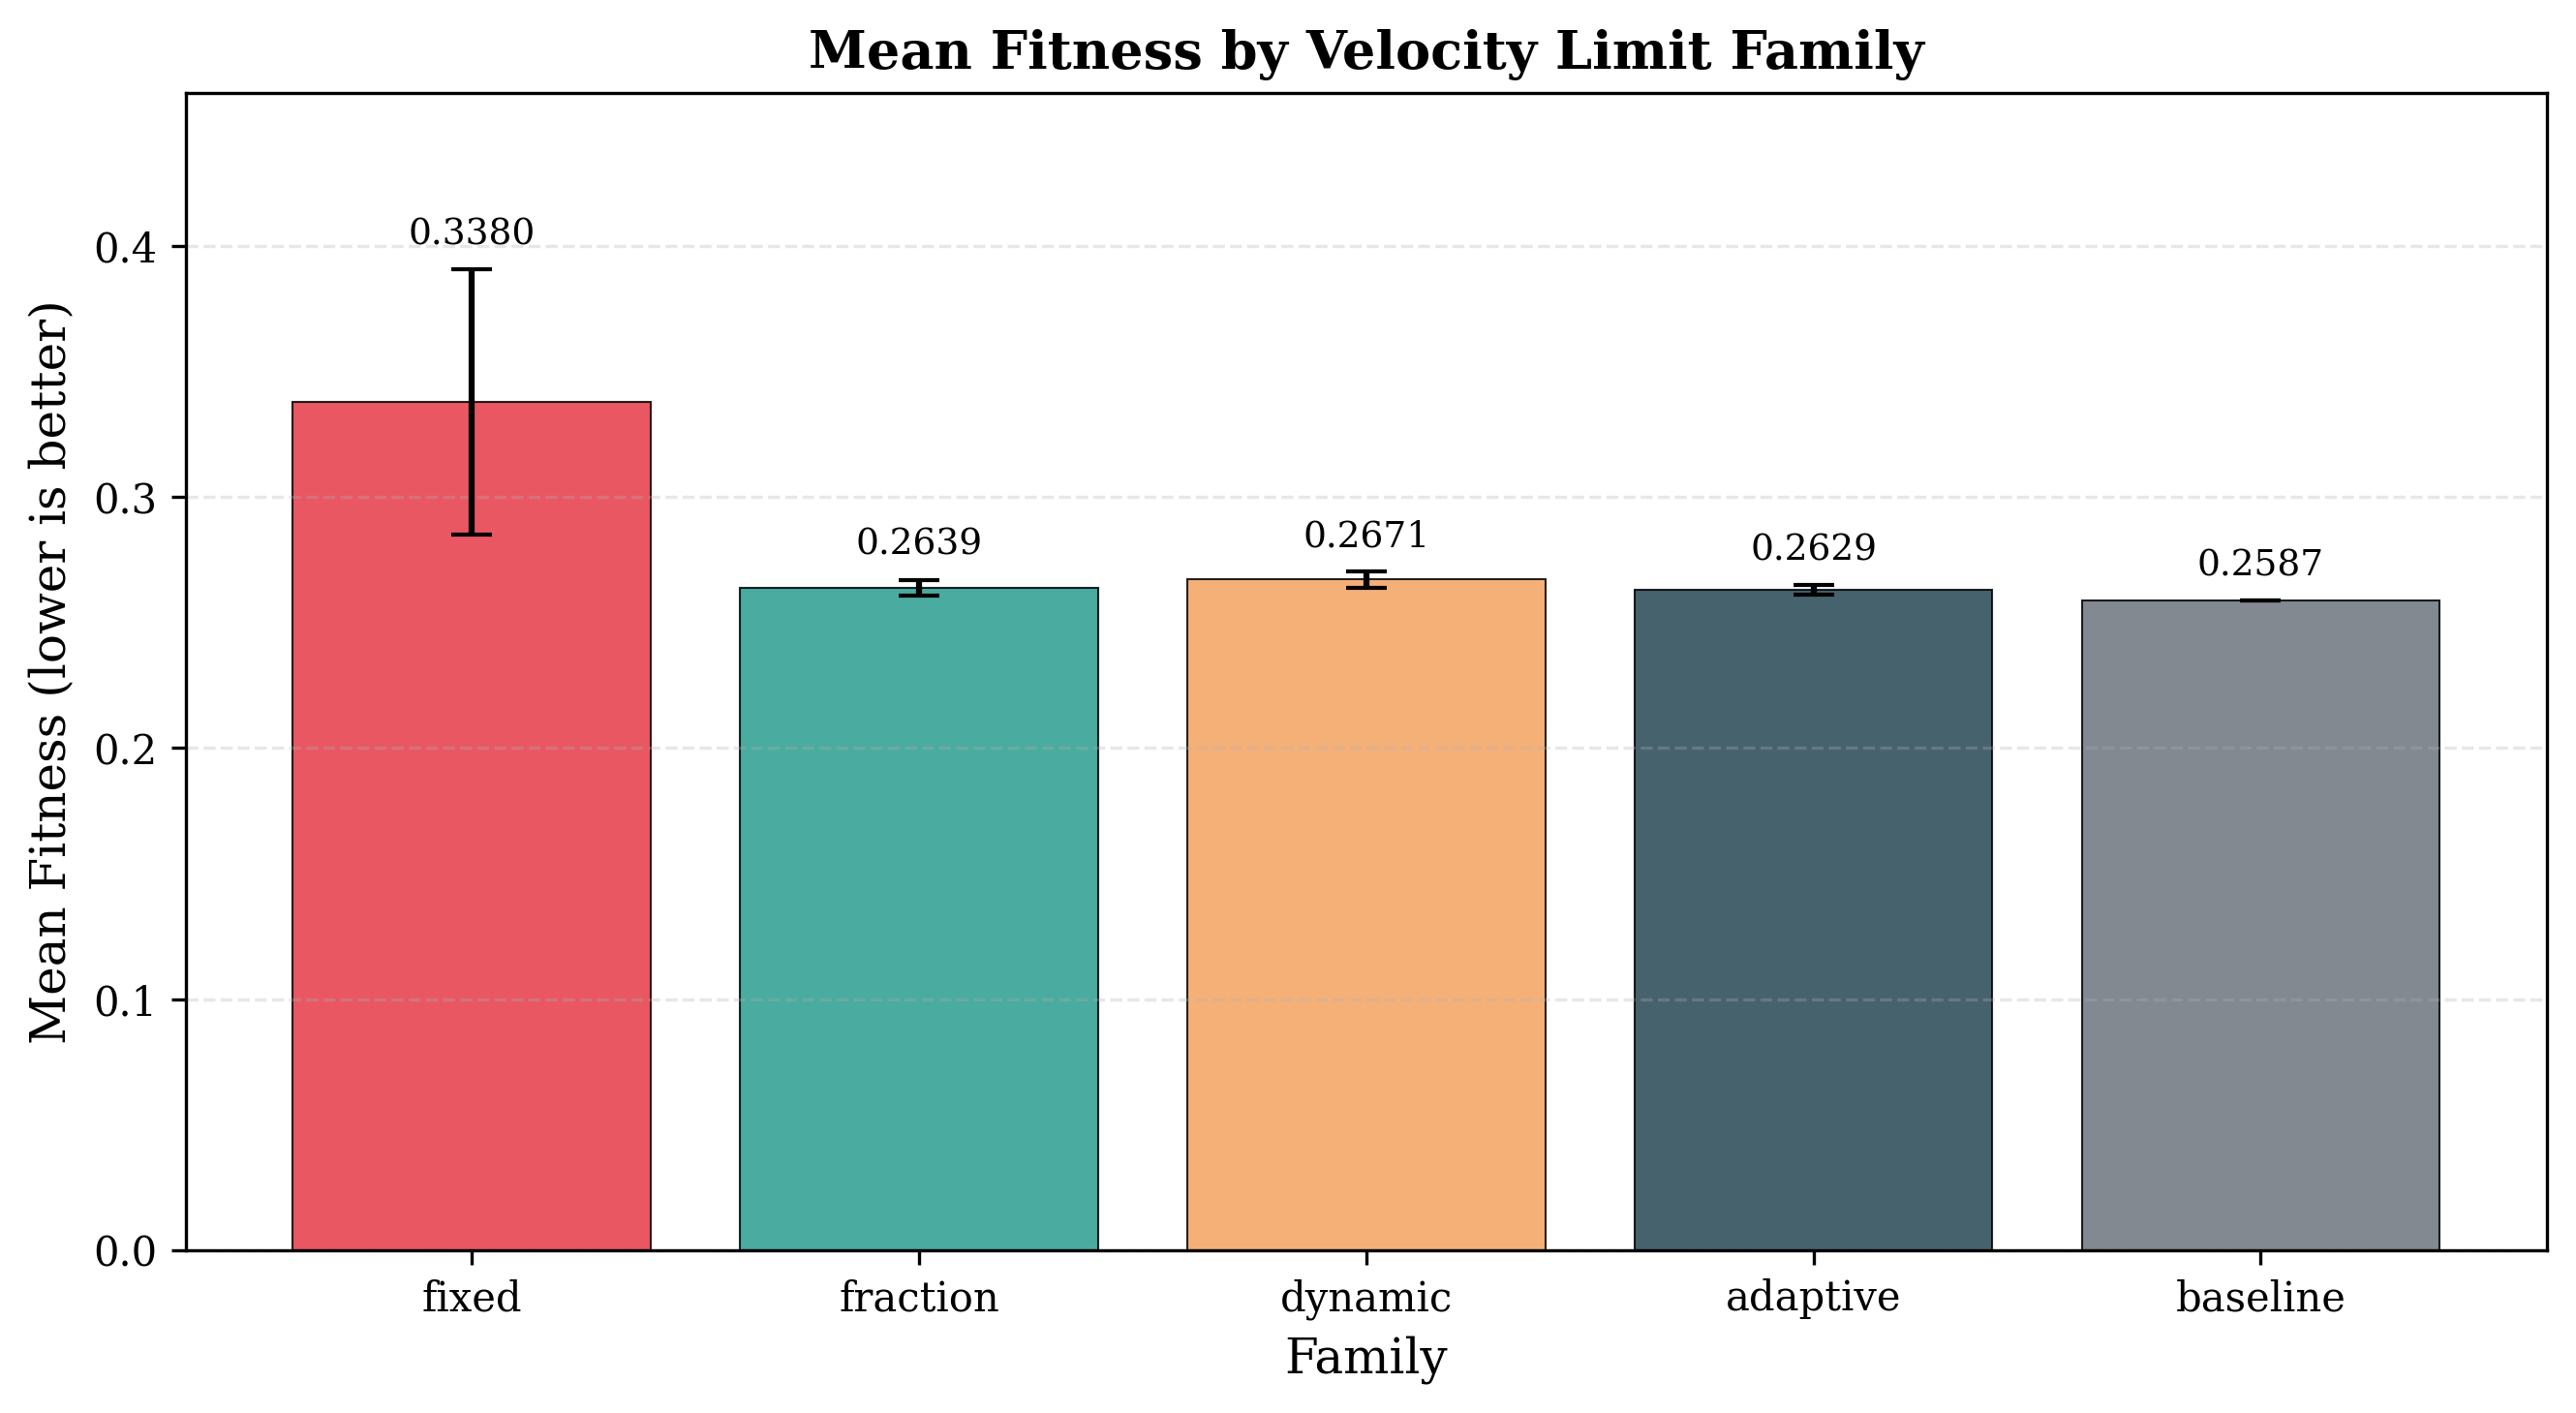 Mean Fitness by Velocity Limit Family
Mean Fitness (lower is better)
0.4
0.3
0.2
0.1
0.0
0.3380
0.2639
0.2671
0.2629
0.2587
fixed
fraction
dynamic
adaptive
baseline
Family